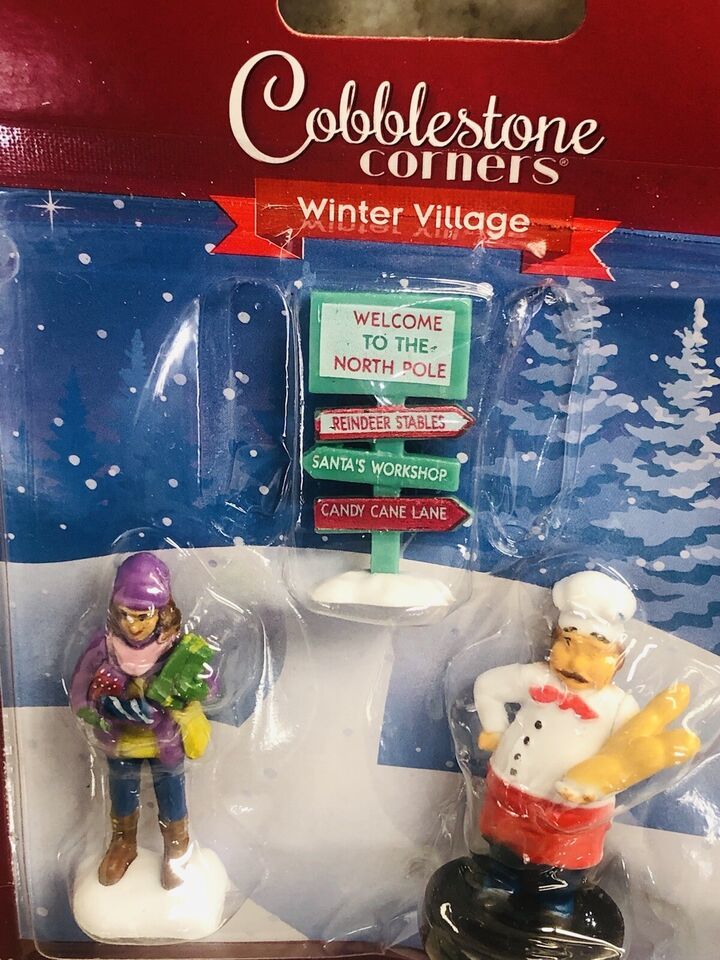 Cobblestone
corners®
Winter Village
WELCOME
TO THE
NORTH POLE
REINDEER STABLES
SANTA'S WORKSHOP
CANDY CANE LANE